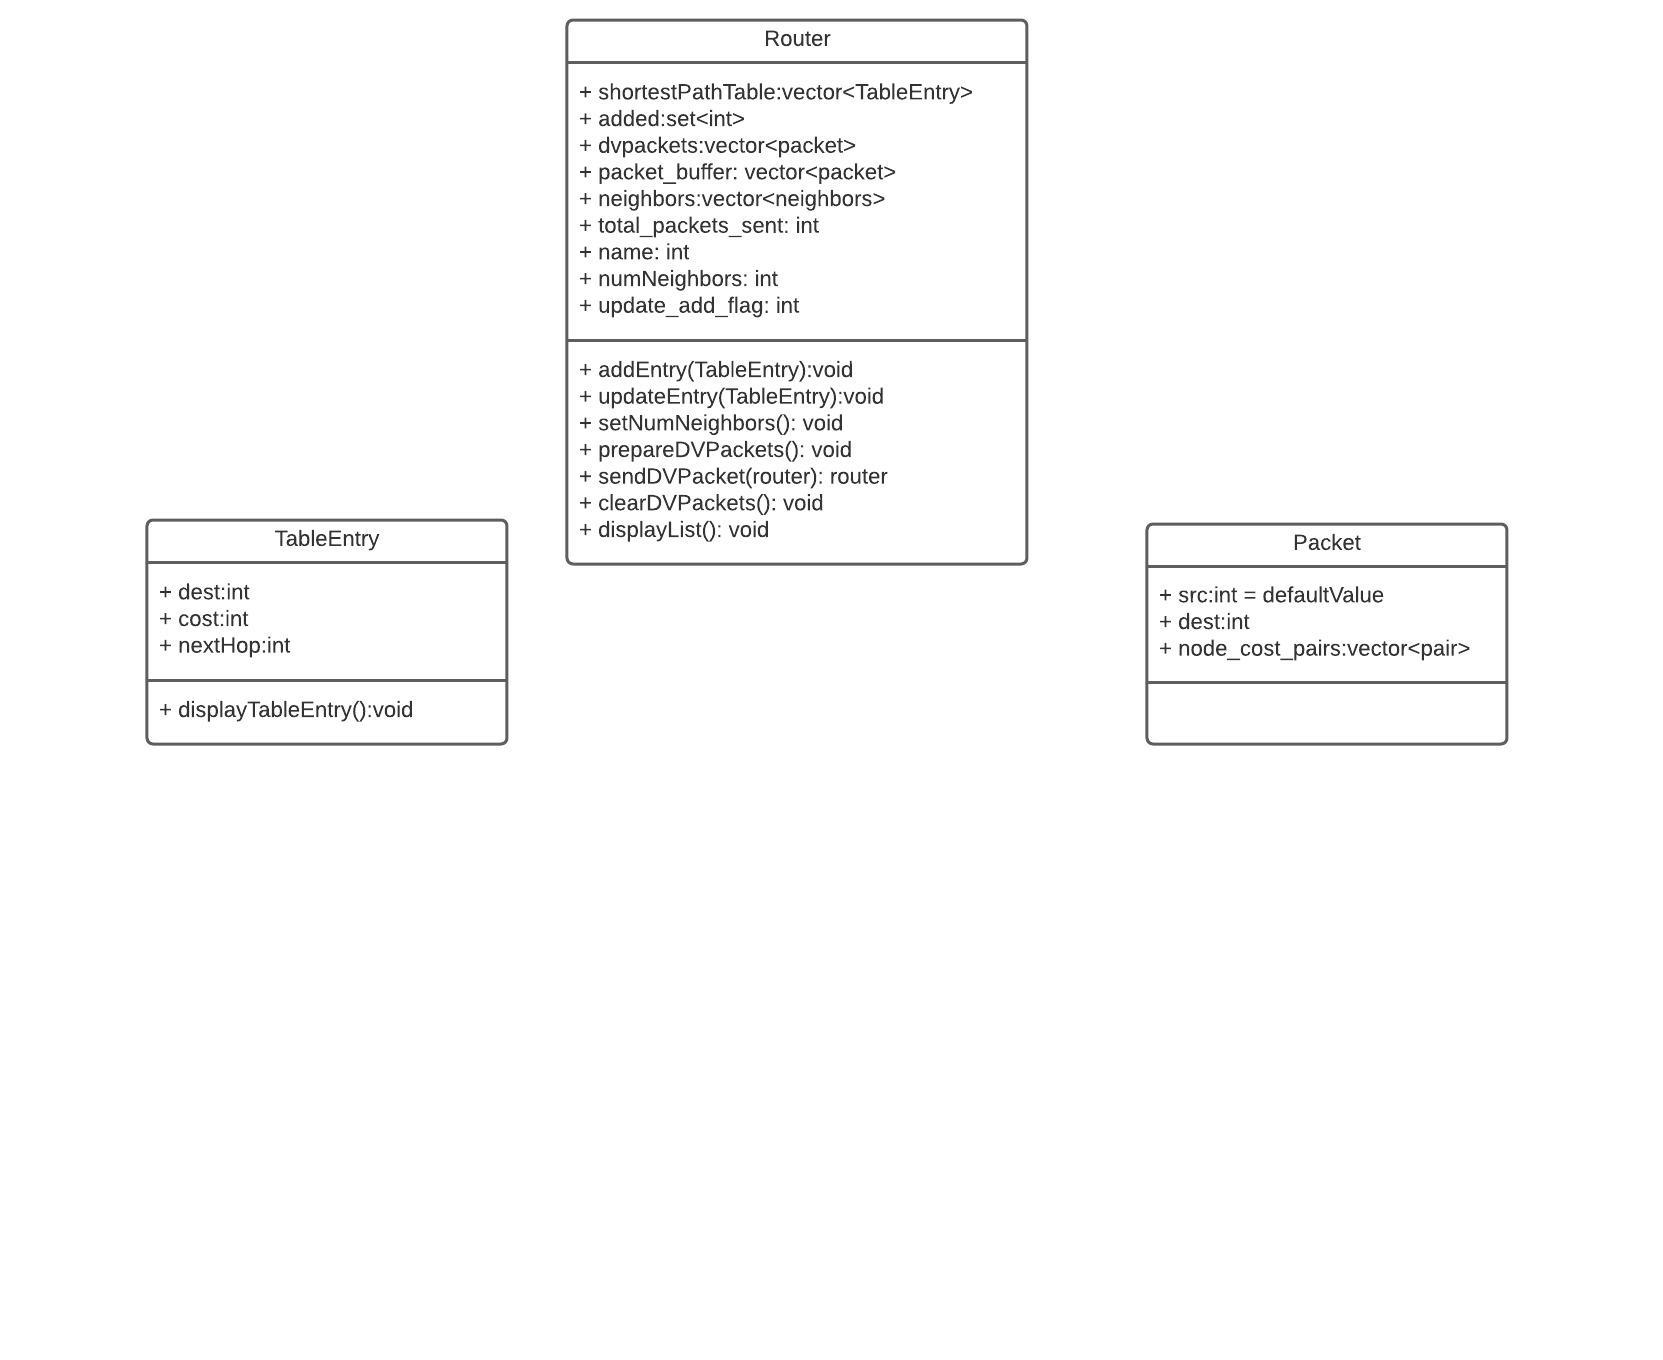 Router
+ shortestPathTable:vector<TableEntry>
+ added:set<int>
+ dvpackets:vector<packet>
+ packet_buffer: vector<packet>
+ neighbors:vector<neighbors>
+ total_packets_sent: int
+ name: int
+ numNeighbors: int
+ update_add_flag: int
+ addEntry(TableEntry):void
+ updateEntry(TableEntry):void
+ setNumNeighbors(): void
+ prepareDVPackets(): void
+ sendDVPacket(router): router
+ clearDVPackets(): void
+ displayList(): void
TableEntry
+ dest:int
+ cost:int
+ nextHop:int
+ displayTableEntry():void
Packet
+ src:int = defaultValue
+ dest:int
+ node_cost_pairs:vector<pair>